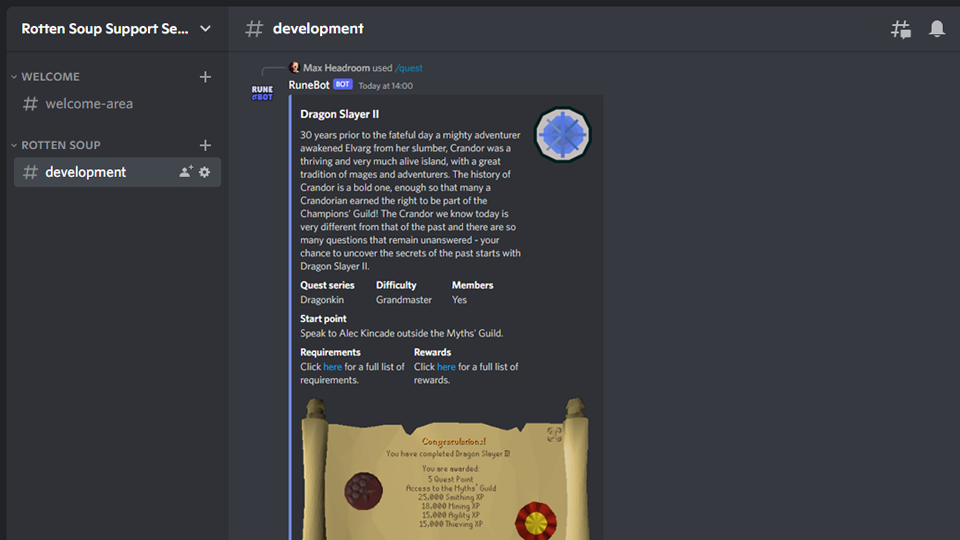 Rotten Soup Support Se...
# development
WELCOME
# welcome-area
ROTTEN SOUP
# development
Max Headroom used /quest
RUNE
BOT
RuneBot BOT Today at 14:00
Dragon Slayer II
30 years prior to the fateful day a mighty adventurer
awakened Elvarg from her slumber, Crandor was a
thriving and very much alive island, with a great
tradition of mages and adventurers. The history of
Crandor is a bold one, enough so that many a
Crandorian earned the right to be part of the
Champions' Guild! The Crandor we know today is
very different from that of the past and there are so
many questions that remain unanswered - your
chance to uncover the secrets of the past starts with
Dragon Slayer II.
Quest series Difficulty Members
Dragonkin Grandmaster Yes
Start point
Speak to Alec Kincade outside the Myths' Guild.
Requirements Rewards
Click here for a full list of Click here for a full list of
requirements. rewards.
Congratulations!
You have completed Dragon Slayer II!
You are awarded:
5 Quest Point
Access to the Myths' Guild
25,000 Smithing XP
18,000 Mining XP
15,000 Agility XP
15,000 Thieving XP